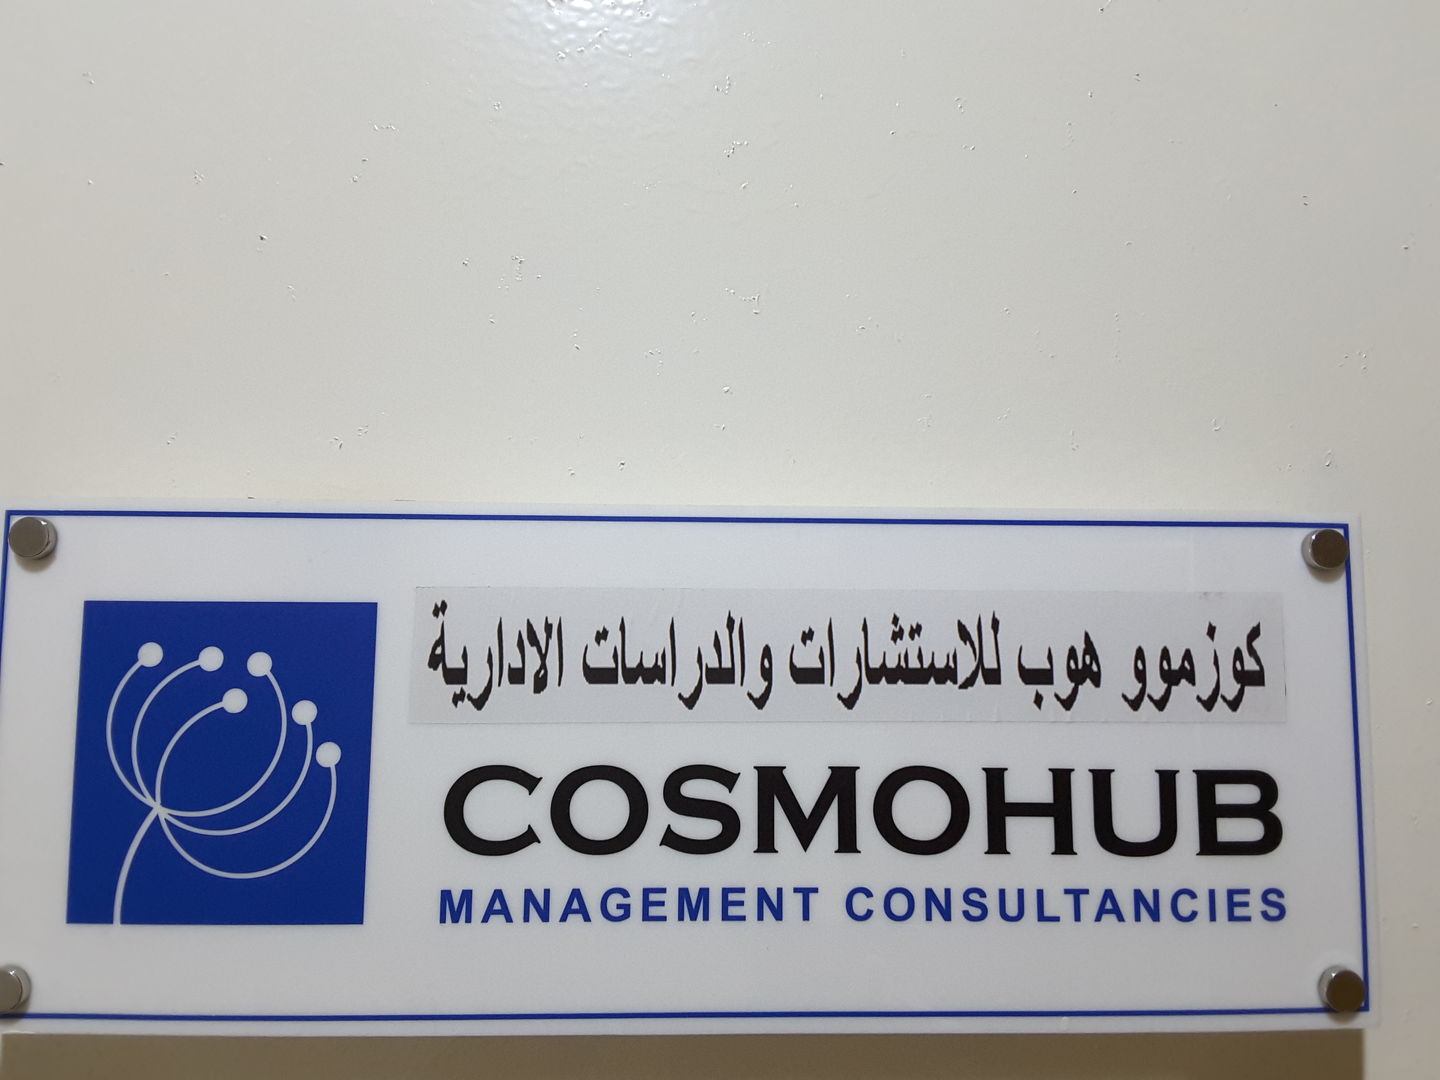 كوزموو هوب للاستشارات والدراسات الادارية
COSMOHUB
MANAGEMENT CONSULTANCIES